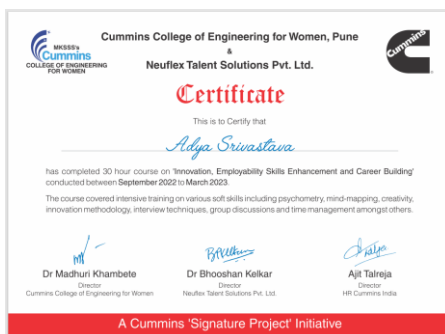 MKSSS's
Cummins
COLLEGE OF ENGINEERING
FOR WOMEN
Cummins College of Engineering for Women, Pune
&
Neuflex Talent Solutions Pvt. Ltd.
Cummins
Certificate
This is to Certify that
Adya Srivastava
has completed 30 hour course on 'Innovation, Employability Skills Enhancement and Career Building'
conducted between September 2022 to March 2023.
The course covered intensive training on various soft skills including psychometry, mind-mapping, creativity,
innovation methodology, interview techniques, group discussions and time management amongst others.
Dr Madhuri Khambete
Director
Cummins College of Engineering for Women
Dr Bhooshan Kelkar
Director
Neuflex Talent Solutions Pvt. Ltd.
Ajit Talreja
Director
HR Cummins India
A Cummins 'Signature Project' Initiative